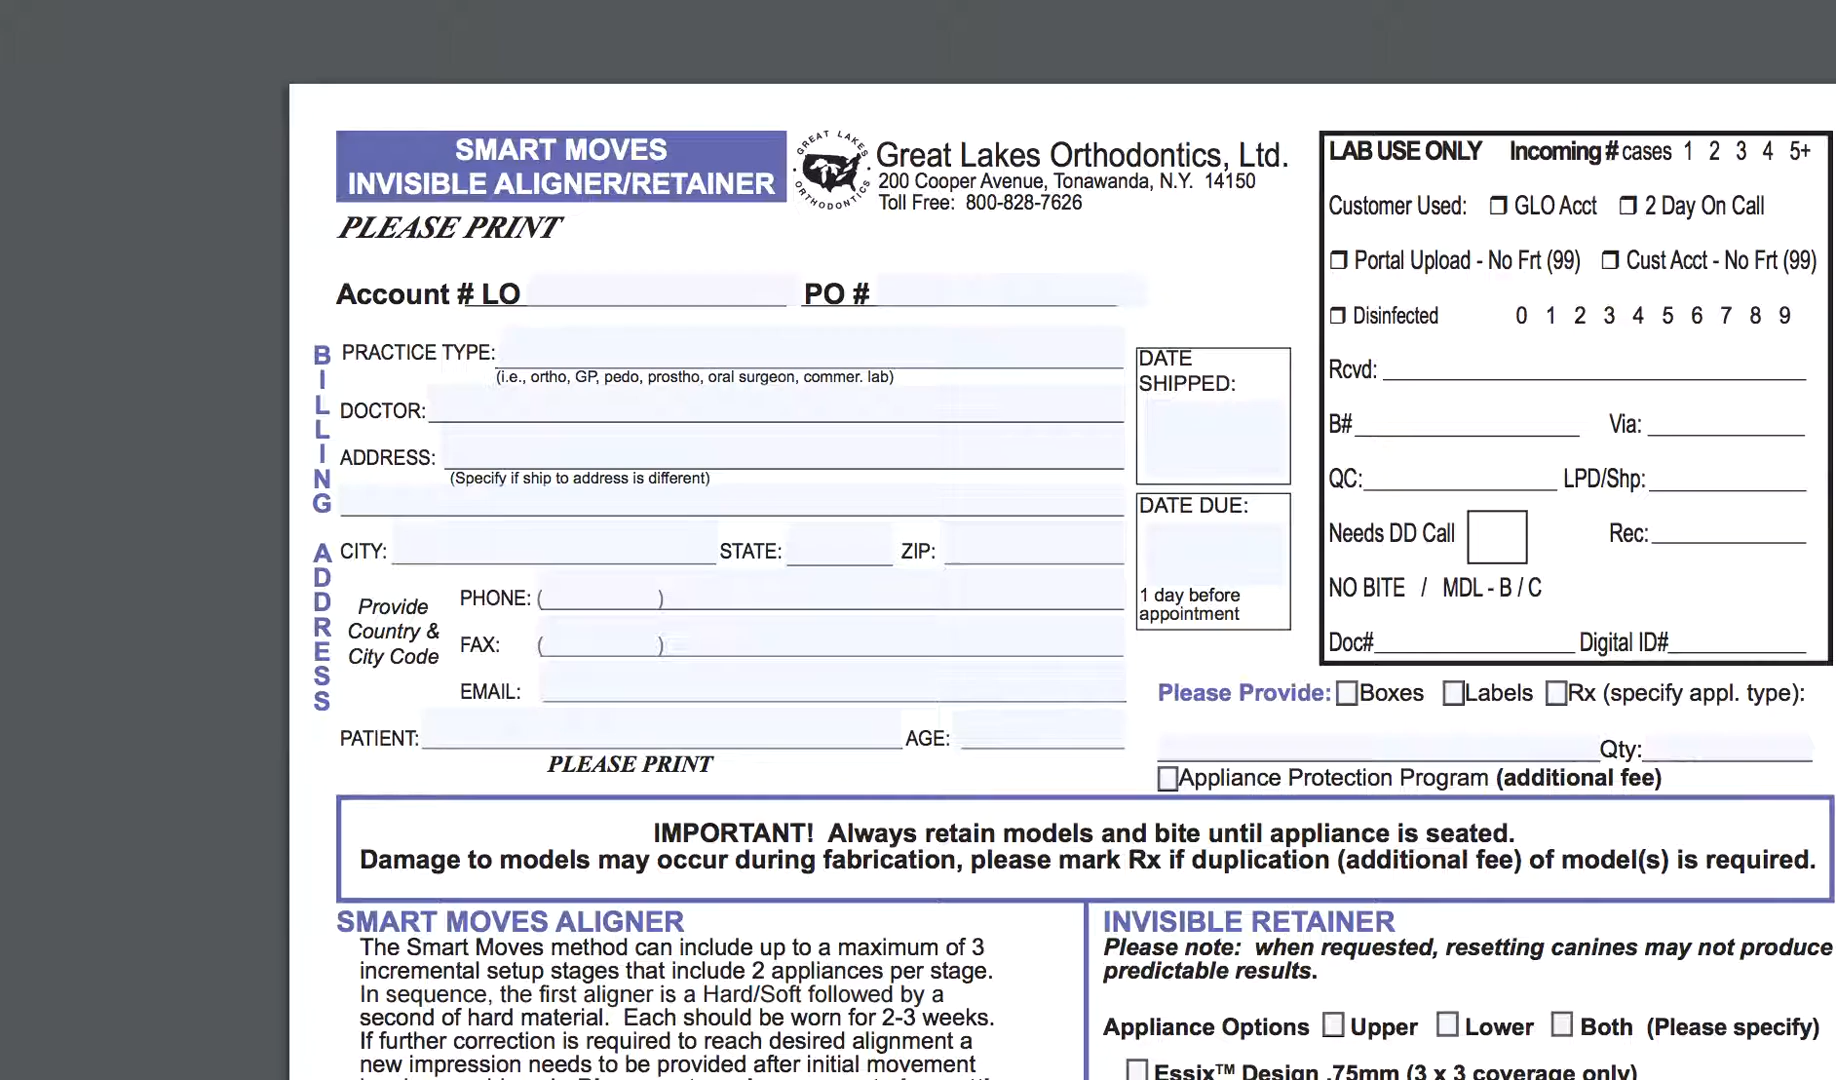 SMART MOVES
INVISIBLE ALIGNER/RETAINER
PLEASE PRINT
GREAT LAKES
ORTHODONTICS
Great Lakes Orthodontics, Ltd.
200 Cooper Avenue, Tonawanda, N.Y. 14150
Toll Free: 800-828-7626
Account # LO
PO #
BILLING ADDRESS
PRACTICE TYPE:
(i.e., ortho, GP, pedo, prostho, oral surgeon, commer. lab)
DOCTOR:
ADDRESS:
(Specify if ship to address is different)
CITY: STATE: ZIP:
Provide
Country &
City Code
PHONE: ( )
FAX: ( )
EMAIL:
PATIENT: AGE:
PLEASE PRINT
DATE
SHIPPED:
DATE DUE:
1 day before
appointment
LAB USE ONLY Incoming # cases 1 2 3 4 5+
Customer Used: ❒ GLO Acct ❒ 2 Day On Call
❒ Portal Upload - No Frt (99) ❒ Cust Acct - No Frt (99)
❒ Disinfected 0 1 2 3 4 5 6 7 8 9
Rcvd:
B# Via:
QC: LPD/Shp:
Needs DD Call Rec:
NO BITE / MDL - B / C
Doc# Digital ID#
Please Provide: Boxes Labels Rx (specify appl. type):
Qty:
Appliance Protection Program (additional fee)
IMPORTANT! Always retain models and bite until appliance is seated.
Damage to models may occur during fabrication, please mark Rx if duplication (additional fee) of model(s) is required.
SMART MOVES ALIGNER
The Smart Moves method can include up to a maximum of 3
incremental setup stages that include 2 appliances per stage.
In sequence, the first aligner is a Hard/Soft followed by a
second of hard material. Each should be worn for 2-3 weeks.
If further correction is required to reach desired alignment a
new impression needs to be provided after initial movement
INVISIBLE RETAINER
Please note: when requested, resetting canines may not produce
predictable results.
Appliance Options Upper Lower Both (Please specify)
Essix™ Design .75mm (3 x 3 coverage only)